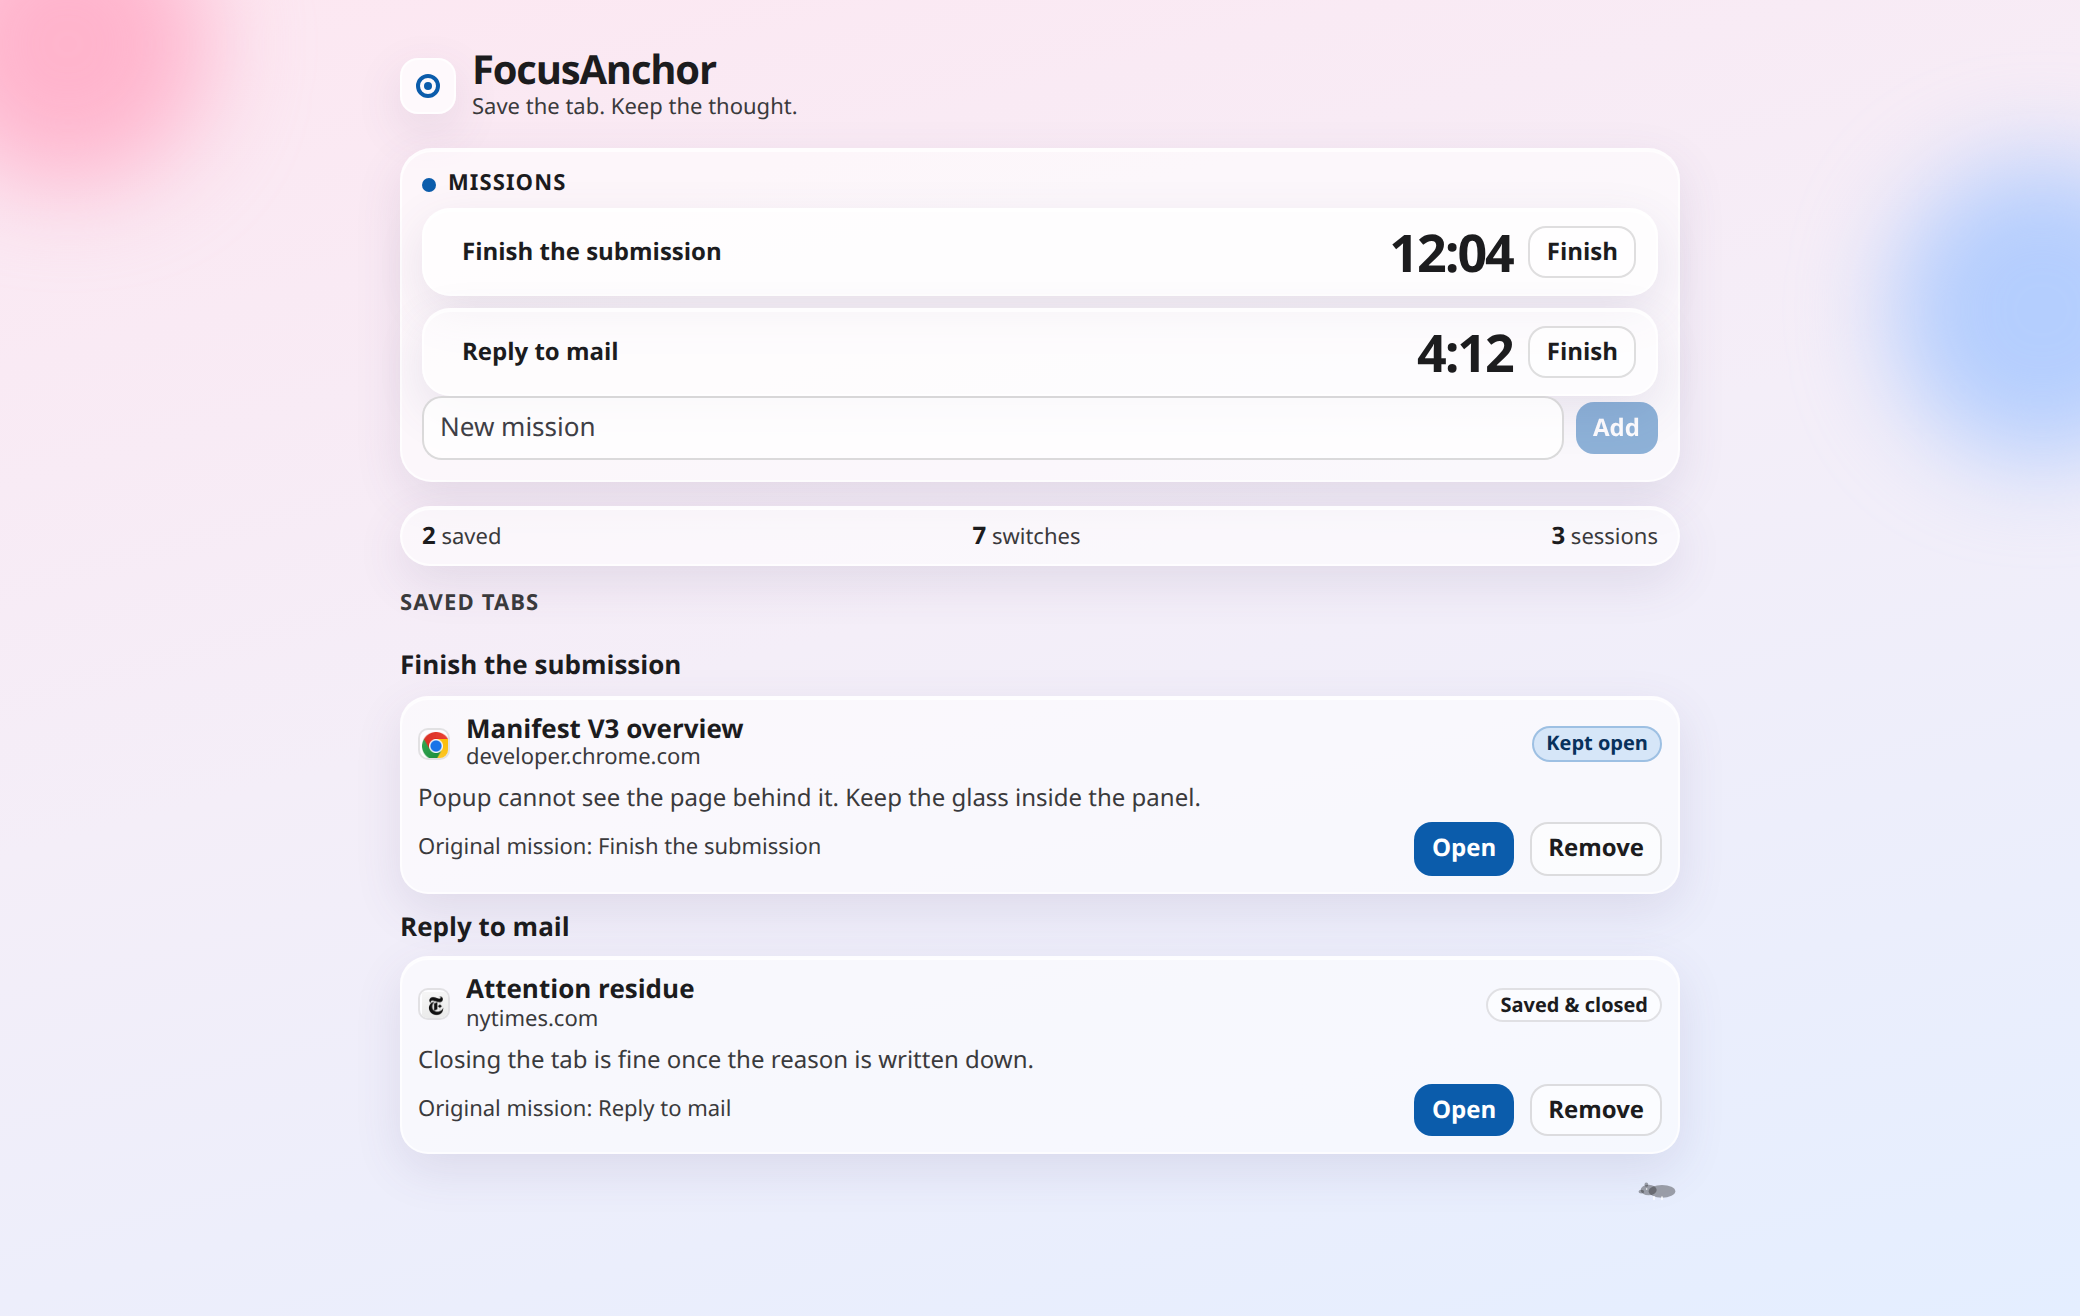 FocusAnchor
Save the tab. Keep the thought.
MISSIONS
Finish the submission 12:04 Finish
Reply to mail 4:12 Finish
New mission Add
2 saved 7 switches 3 sessions
SAVED TABS
Finish the submission
Manifest V3 overview
developer.chrome.com
Kept open
Popup cannot see the page behind it. Keep the glass inside the panel.
Original mission: Finish the submission Open Remove
Reply to mail
Attention residue
nytimes.com
Saved & closed
Closing the tab is fine once the reason is written down.
Original mission: Reply to mail Open Remove